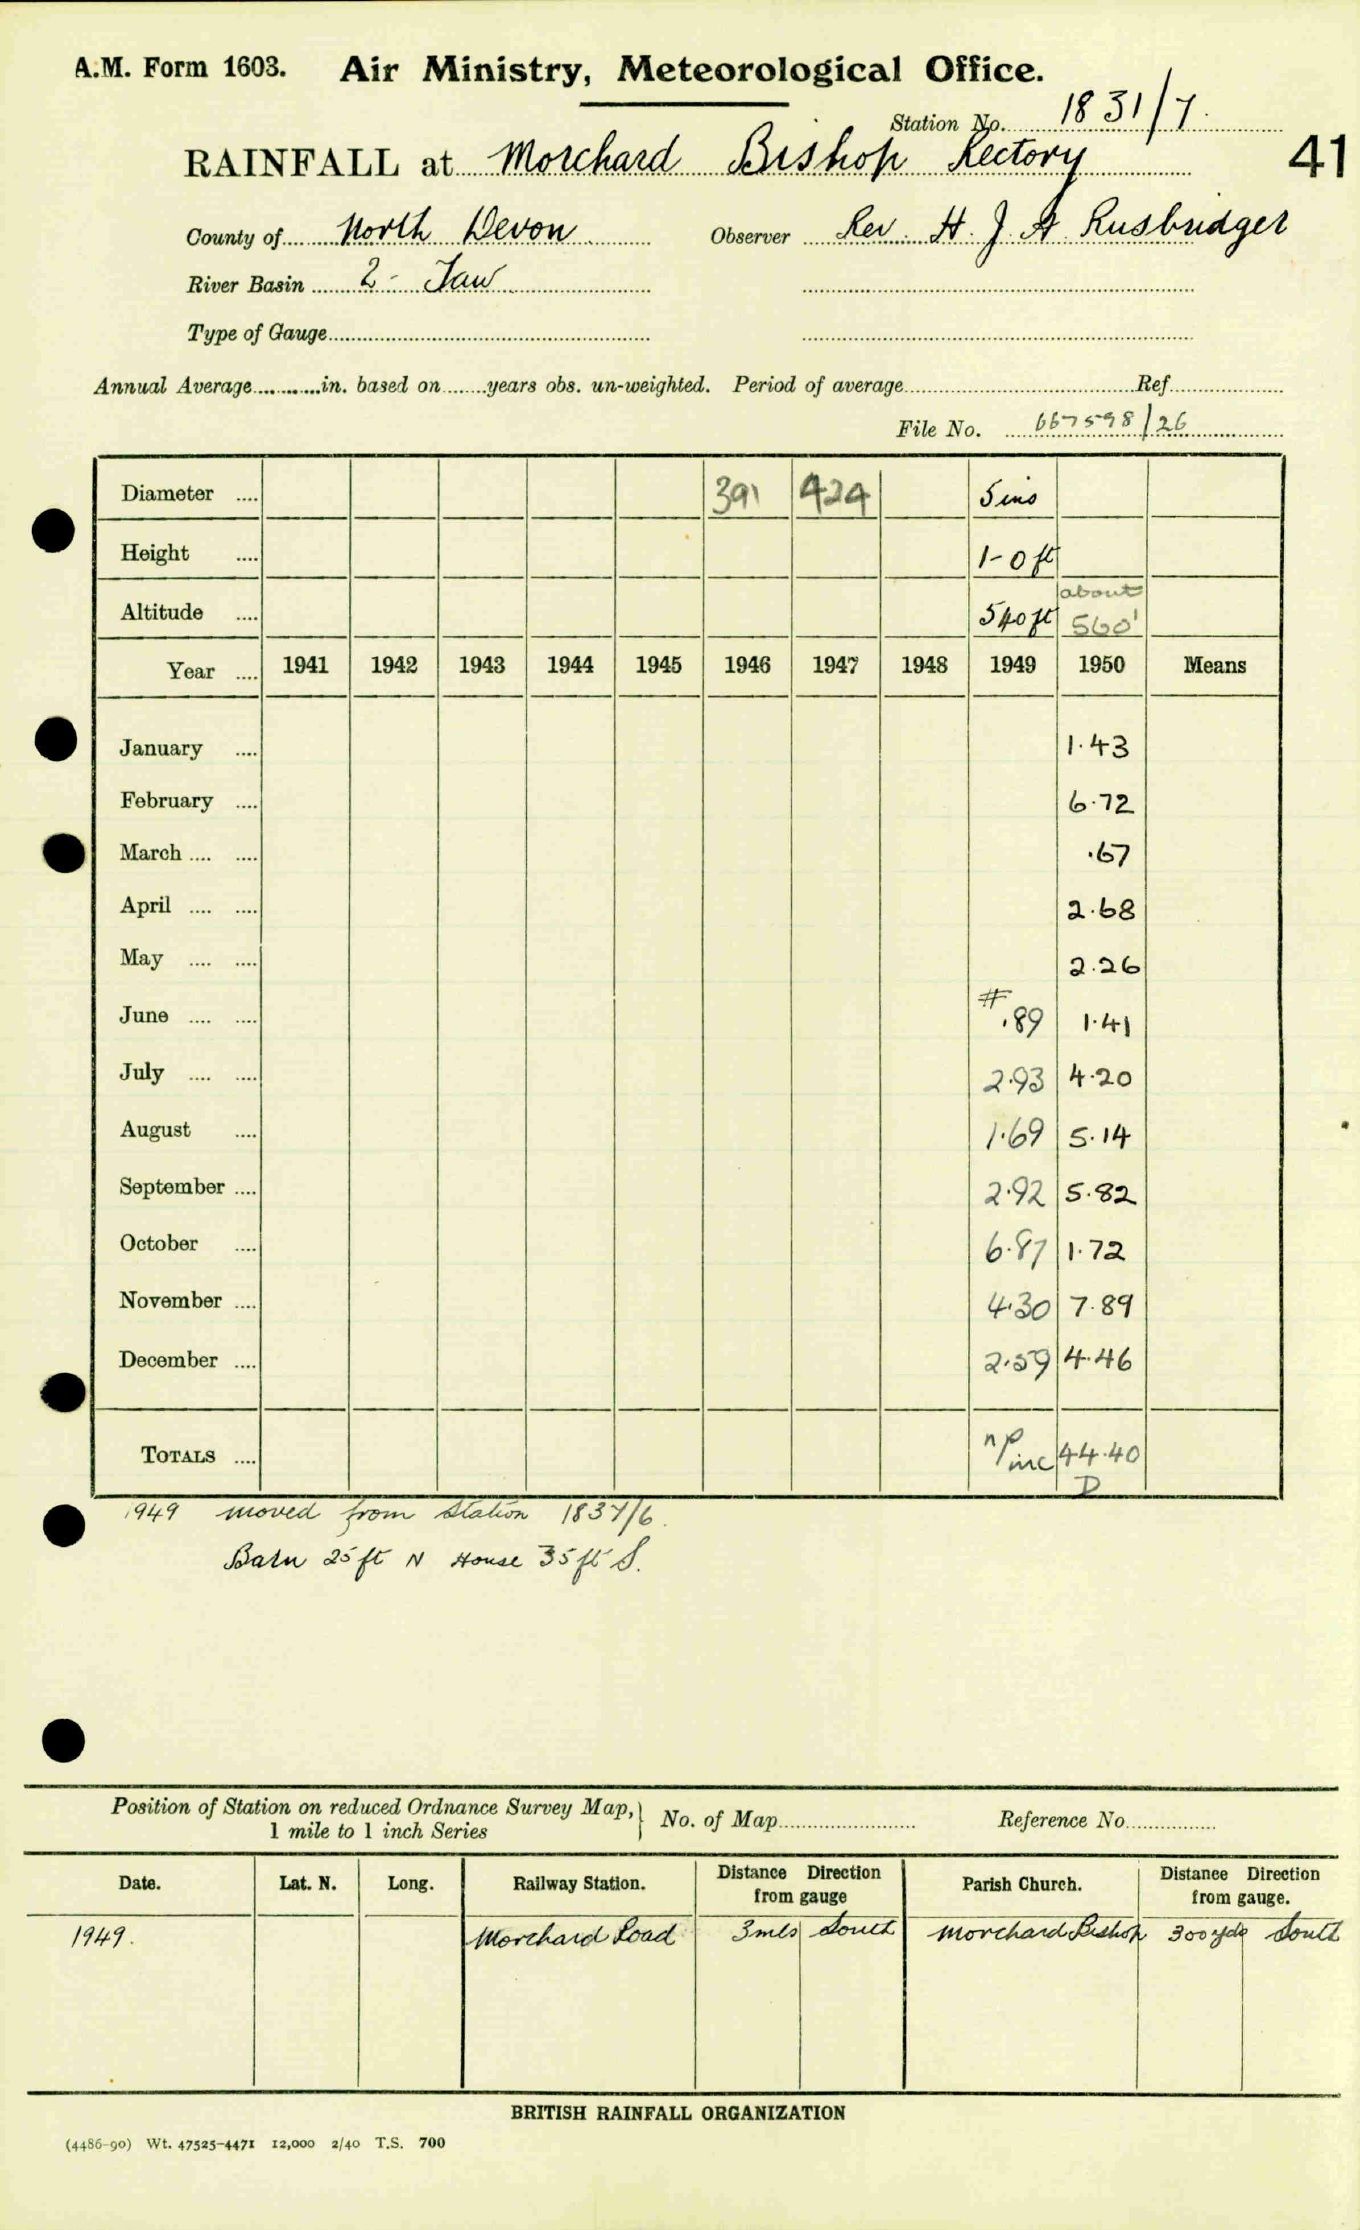 A.M. Form 1603. Air Ministry, Meteorological Office.
Station No. 1831/7.
RAINFALL at Morchard Bishop Rectory 41
County of North Devon Observer Rev. H. J. A Rusbridger
River Basin 2 - Taw
Type of Gauge
Annual Average in. based on years obs. un-weighted. Period of average Ref.
File No. 667598/26
Diameter .... 391 424 5 ins
Height .... 1-0 ft
Altitude .... 540 ft about 560'
Year .... 1941 1942 1943 1944 1945 1946 1947 1948 1949 1950 Means
January .... 1.43
February .... 6.72
March .... .... .67
April .... .... 2.68
May .... .... 2.26
June .... .... # .89 1.41
July .... .... 2.93 4.20
August .... 1.69 5.14
September .... 2.92 5.82
October .... 6.87 1.72
November .... 4.30 7.89
December .... 2.59 4.46
TOTALS .... inc 44.40
D
1949 moved from station 1837/6.
Barn 25 ft N House 35 ft S.
Position of Station on reduced Ordnance Survey Map, 1 mile to 1 inch Series } No. of Map Reference No.
Date. Lat. N. Long. Railway Station. Distance Direction from gauge Parish Church. Distance Direction from gauge.
1949. Morchard Road 3 mls South Morchard Bishop 300 yds South
BRITISH RAINFALL ORGANIZATION
(4486-90) Wt. 47525-4471 12,000 2/40 T.S. 700